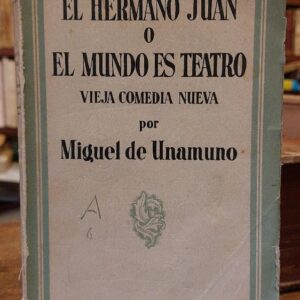 EL HERMANO JUAN
O
EL MUNDO ES TEATRO
VIEJA COMEDIA NUEVA
por
Miguel de Unamuno
A